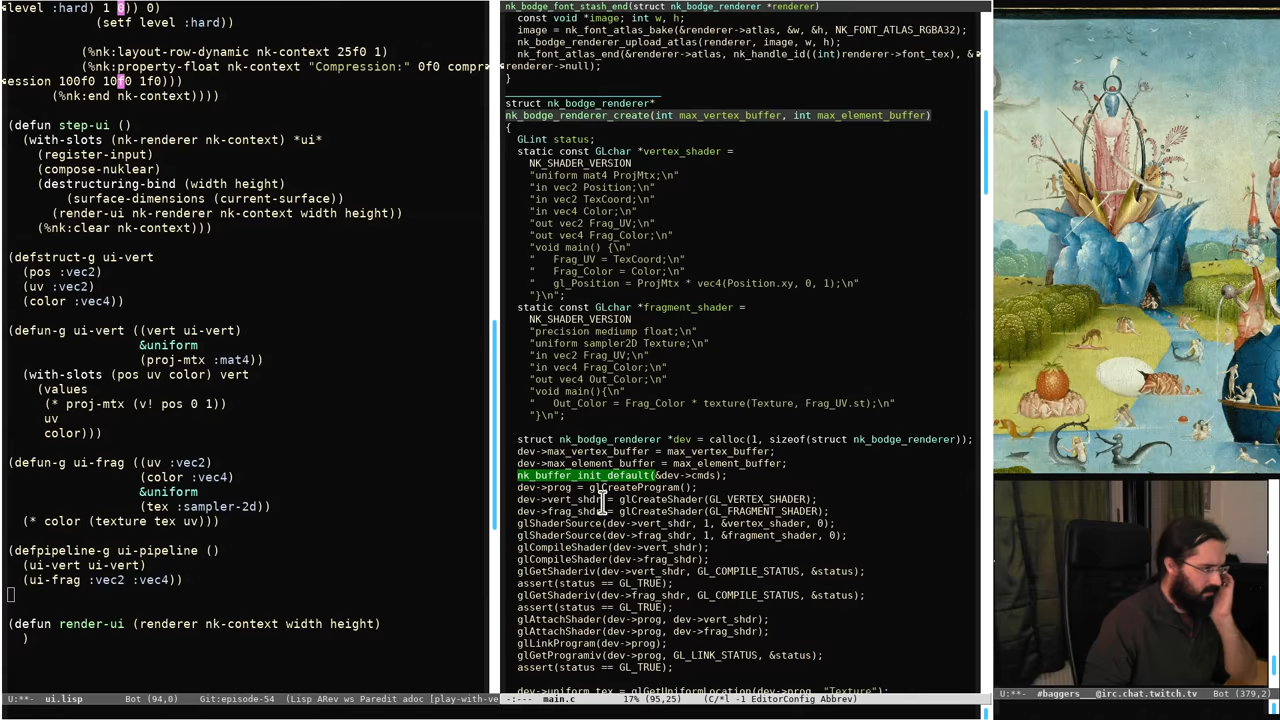 level :hard) 1 0)) 0)
(setf level :hard))
(%nk:layout-row-dynamic nk-context 25f0 1)
(%nk:property-float nk-context "Compression:" 0f0 compr
ession 100f0 10f0 1f0)))
(%nk:end nk-context))))
(defun step-ui ()
(with-slots (nk-renderer nk-context) *ui*
(register-input)
(compose-nuklear)
(destructuring-bind (width height)
(surface-dimensions (current-surface))
(render-ui nk-renderer nk-context width height))
(%nk:clear nk-context)))
(defstruct-g ui-vert
(pos :vec2)
(uv :vec2)
(color :vec4))
(defun-g ui-vert ((vert ui-vert)
&uniform
(proj-mtx :mat4))
(with-slots (pos uv color) vert
(values
(* proj-mtx (v! pos 0 1))
uv
color)))
(defun-g ui-frag ((uv :vec2)
(color :vec4)
&uniform
(tex :sampler-2d))
(* color (texture tex uv)))
(defpipeline-g ui-pipeline ()
(ui-vert ui-vert)
(ui-frag :vec2 :vec4))
(defun render-ui (renderer nk-context width height)
)
U:**- ui.lisp Bot (94,0) Git:episode-54 (Lisp ARev ws Paredit adoc [play-with-ve
nk_bodge_font_stash_end(struct nk_bodge_renderer *renderer)
const void *image; int w, h;
image = nk_font_atlas_bake(&renderer->atlas, &w, &h, NK_FONT_ATLAS_RGBA32);
nk_bodge_renderer_upload_atlas(renderer, image, w, h);
nk_font_atlas_end(&renderer->atlas, nk_handle_id((int)renderer->font_tex), &
renderer->null);
}
struct nk_bodge_renderer*
nk_bodge_renderer_create(int max_vertex_buffer, int max_element_buffer)
{
GLint status;
static const GLchar *vertex_shader =
NK_SHADER_VERSION
"uniform mat4 ProjMtx;\n"
"in vec2 Position;\n"
"in vec2 TexCoord;\n"
"in vec4 Color;\n"
"out vec2 Frag_UV;\n"
"out vec4 Frag_Color;\n"
"void main() {\n"
"   Frag_UV = TexCoord;\n"
"   Frag_Color = Color;\n"
"   gl_Position = ProjMtx * vec4(Position.xy, 0, 1);\n"
"}\n";
static const GLchar *fragment_shader =
NK_SHADER_VERSION
"precision mediump float;\n"
"uniform sampler2D Texture;\n"
"in vec2 Frag_UV;\n"
"in vec4 Frag_Color;\n"
"out vec4 Out_Color;\n"
"void main(){\n"
"   Out_Color = Frag_Color * texture(Texture, Frag_UV.st);\n"
"}\n";
struct nk_bodge_renderer *dev = calloc(1, sizeof(struct nk_bodge_renderer));
dev->max_vertex_buffer = max_vertex_buffer;
dev->max_element_buffer = max_element_buffer;
nk_buffer_init_default(&dev->cmds);
dev->prog = glCreateProgram();
dev->vert_shdr = glCreateShader(GL_VERTEX_SHADER);
dev->frag_shdr = glCreateShader(GL_FRAGMENT_SHADER);
glShaderSource(dev->vert_shdr, 1, &vertex_shader, 0);
glShaderSource(dev->frag_shdr, 1, &fragment_shader, 0);
glCompileShader(dev->vert_shdr);
glCompileShader(dev->frag_shdr);
glGetShaderiv(dev->vert_shdr, GL_COMPILE_STATUS, &status);
assert(status == GL_TRUE);
glGetShaderiv(dev->frag_shdr, GL_COMPILE_STATUS, &status);
assert(status == GL_TRUE);
glAttachShader(dev->prog, dev->vert_shdr);
glAttachShader(dev->prog, dev->frag_shdr);
glLinkProgram(dev->prog);
glGetProgramiv(dev->prog, GL_LINK_STATUS, &status);
assert(status == GL_TRUE);
dev->uniform_tex = glGetUniformLocation(dev->prog, "Texture");
-:--- main.c 17% (95,25) (C/*l -1 EditorConfig Abbrev)
U:**- #baggers___@irc.chat.twitch.tv Bot (379,2)